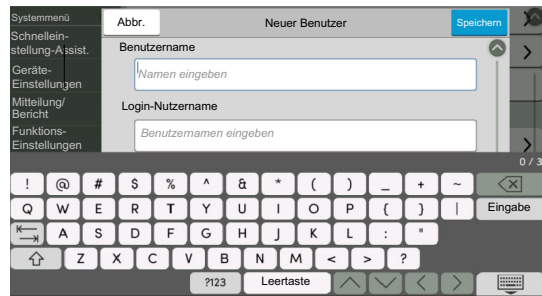 Systemmenü
Abbr.
Neuer Benutzer
Speichern
Schnellein-
stellung-Assist.
Benutzername
Geräte-
Einstellungen
Namen eingeben
Mitteilung/
Bericht
Login-Nutzername
Funktions-
Einstellungen
Benutzernamen eingeben
0 / 3
! @ # $ % ^ & * ( ) _ + ~
Q W E R T Y U I O P { } | Eingabe
A S D F G H J K L : "
Z X C V B N M < > ?
?123 Leertaste